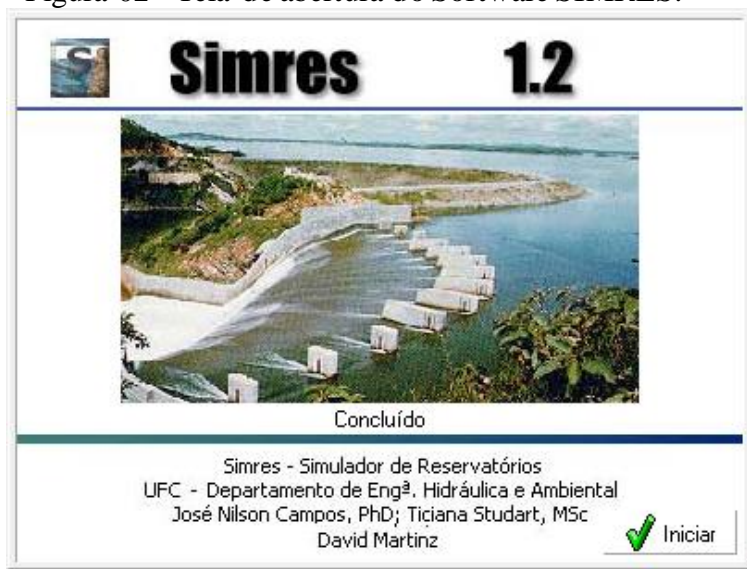 Figura 02 - Tela de abertura do Software SIMRES.
Simres 1.2
Concluído
Simres - Simulador de Reservatórios
UFC - Departamento de Engª. Hidráulica e Ambiental
José Nilson Campos, PhD; Ticiana Studart, MSc
David Martinz
Iniciar